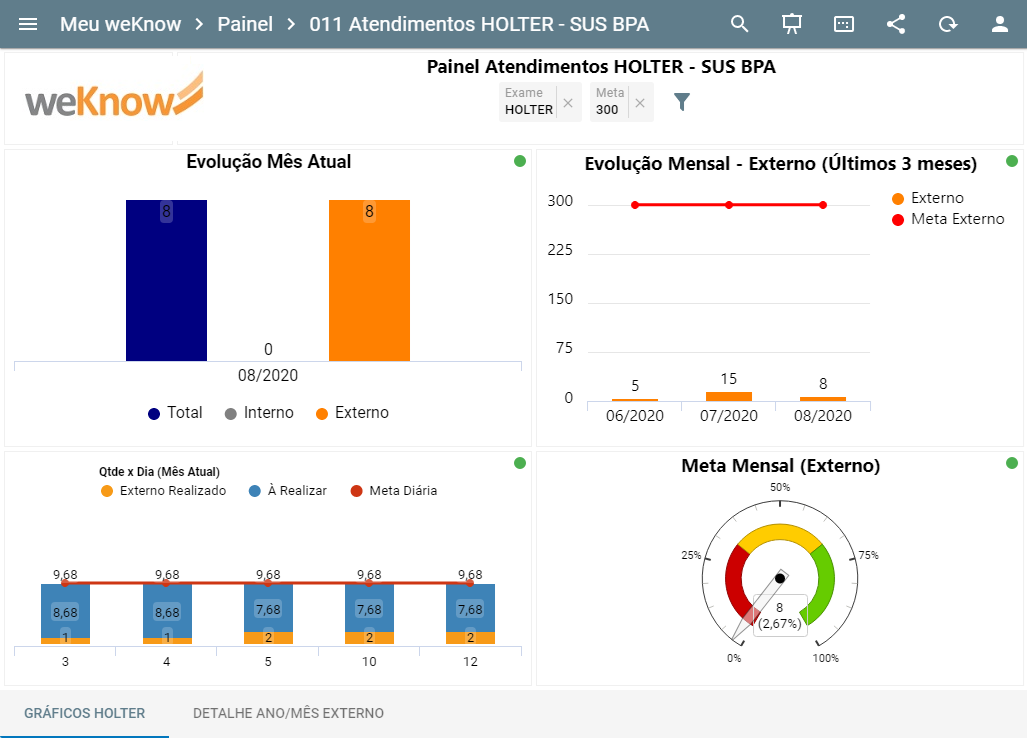 Meu weKnow > Painel > 011 Atendimentos HOLTER - SUS BPA
weKnow
Painel Atendimentos HOLTER - SUS BPA
Exame
HOLTER
Meta
300
Evolução Mês Atual
8
0
8
08/2020
Total Interno Externo
Evolução Mensal - Externo (Últimos 3 meses)
300
225
150
75
0
5
15
8
06/2020 07/2020 08/2020
Externo
Meta Externo
Qtde x Dia (Mês Atual)
Externo Realizado À Realizar Meta Diária
9,68 9,68 9,68 9,68 9,68
8,68 8,68 7,68 7,68 7,68
1 1 2 2 2
3 4 5 10 12
Meta Mensal (Externo)
50%
25%
75%
8
(2,67%)
0%
100%
GRÁFICOS HOLTER DETALHE ANO/MÊS EXTERNO